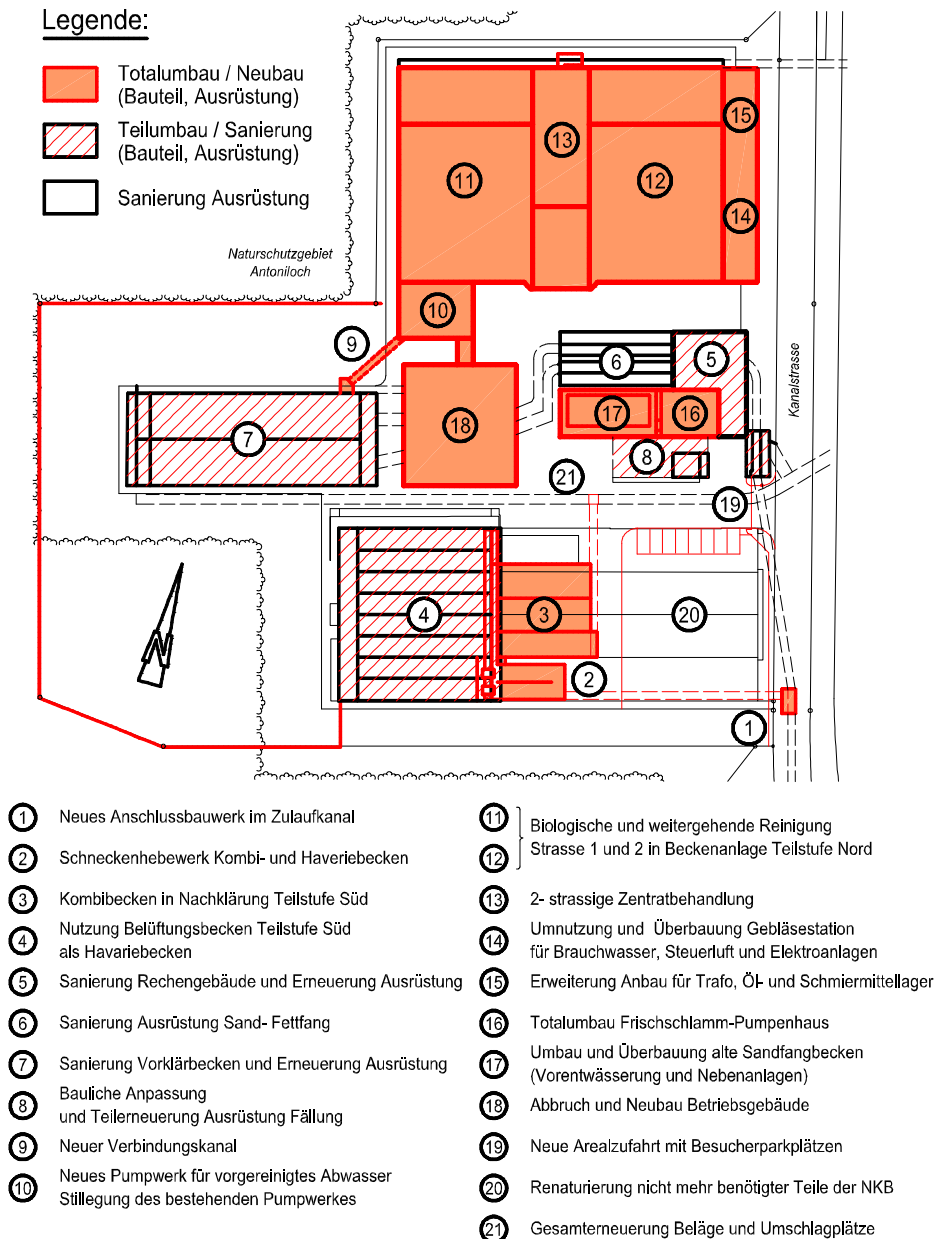 Legende:
Totalumbau / Neubau
(Bauteil, Ausrüstung)
Teilumbau / Sanierung
(Bauteil, Ausrüstung)
Sanierung Ausrüstung
Naturschutzgebiet
Antoniloch
Kanalstrasse
15
13
11
12
14
10
9
6
5
17
16
18
7
8
21
19
4
3
20
2
1
N
1 Neues Anschlussbauwerk im Zulaufkanal
2 Schneckenhebewerk Kombi- und Haveriebecken
3 Kombibecken in Nachklärung Teilstufe Süd
4 Nutzung Belüftungsbecken Teilstufe Süd
als Havariebecken
5 Sanierung Rechengebäude und Erneuerung Ausrüstung
6 Sanierung Ausrüstung Sand- Fettfang
7 Sanierung Vorklärbecken und Erneuerung Ausrüstung
8 Bauliche Anpassung
und Teilerneuerung Ausrüstung Fällung
9 Neuer Verbindungskanal
10 Neues Pumpwerk für vorgereinigtes Abwasser
Stillegung des bestehenden Pumpwerkes
11 Biologische und weitergehende Reinigung
12 Strasse 1 und 2 in Beckenanlage Teilstufe Nord
13 2- strassige Zentratbehandlung
14 Umnutzung und Überbauung Gebläsestation
für Brauchwasser, Steuerluft und Elektroanlagen
15 Erweiterung Anbau für Trafo, Öl- und Schmiermittellager
16 Totalumbau Frischschlamm-Pumpenhaus
17 Umbau und Überbauung alte Sandfangbecken
(Vorentwässerung und Nebenanlagen)
18 Abbruch und Neubau Betriebsgebäude
19 Neue Arealzufahrt mit Besucherparkplätzen
20 Renaturierung nicht mehr benötigter Teile der NKB
21 Gesamterneuerung Beläge und Umschlagplätze